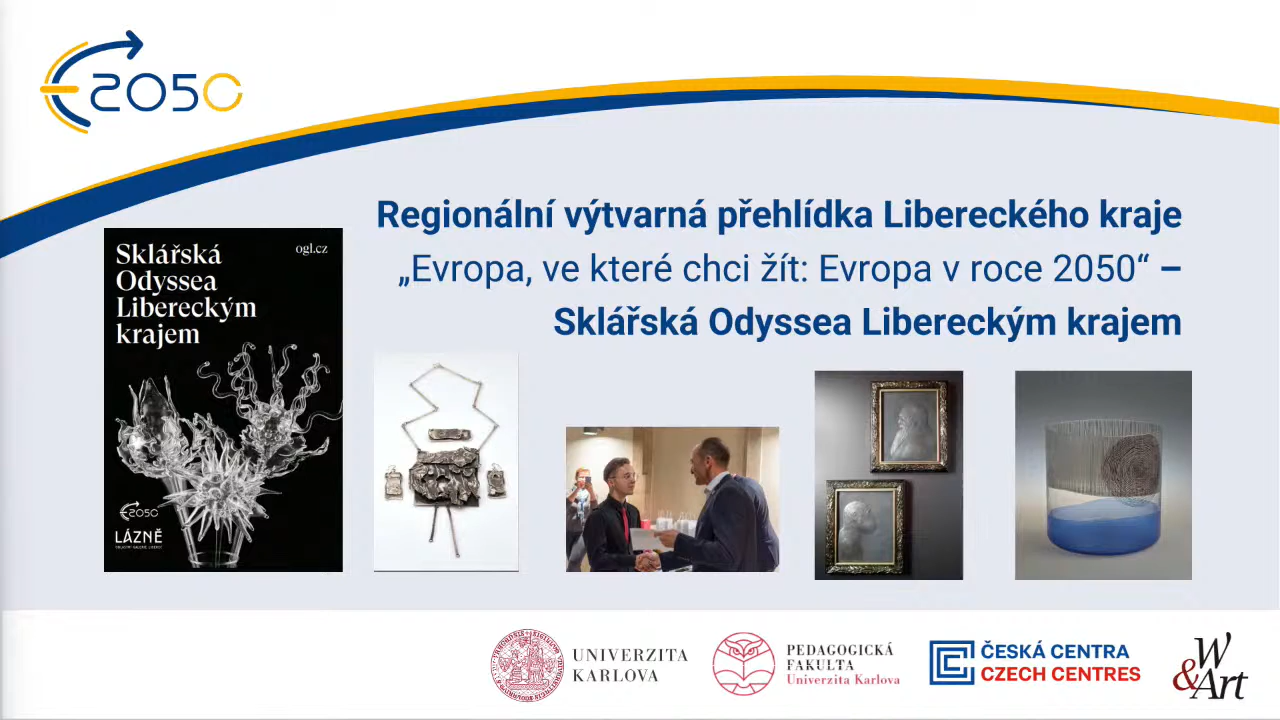 2050
Regionální výtvarná přehlídka Libereckého kraje
„Evropa, ve které chci žít: Evropa v roce 2050“ –
Sklářská Odyssea Libereckým krajem
Sklářská
Odyssea
Libereckým
krajem
ogl.cz
2050
LÁZNĚ
UNIVERZITA
KARLOVA
PEDAGOGICKÁ
FAKULTA
Univerzita Karlova
ČESKÁ CENTRA
CZECH CENTRES
W
&Art